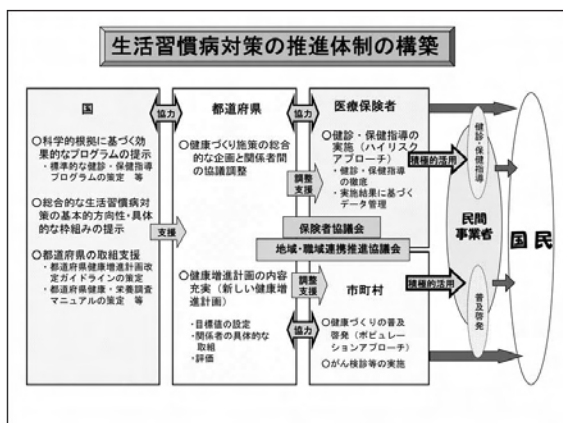 生活習慣病対策の推進体制の構築
国
○科学的根拠に基づく効
果的なプログラムの提示
・標準的な健診・保健指導
プログラムの策定 等
○総合的な生活習慣病対
策の基本的方向性・具体
的な枠組みの提示
○都道府県の取組支援
・都道府県健康増進計画改
定ガイドラインの策定
・都道府県健康・栄養調査
マニュアルの策定 等
協力
支援
都道府県
○健康づくり施策の総合
的な企画と関係者間の
協議調整
○健康増進計画の内容
充実(新しい健康増
進計画)
・目標値の設定
・関係者の具体的な
取組
・評価
協力
調整
支援
保険者協議会
地域・職域連携推進協議会
調整
支援
協力
医療保険者
○健診・保健指導の
実施(ハイリスク
アプローチ)
・健診・保健指導
の徹底
・実施結果に基づく
データ管理
市町村
○健康づくりの普及
啓発(ポピュレー
ションアプローチ)
○がん検診等の実施
積極的活用
積極的活用
健診・保健指導
民間
事業者
普及啓発
国民